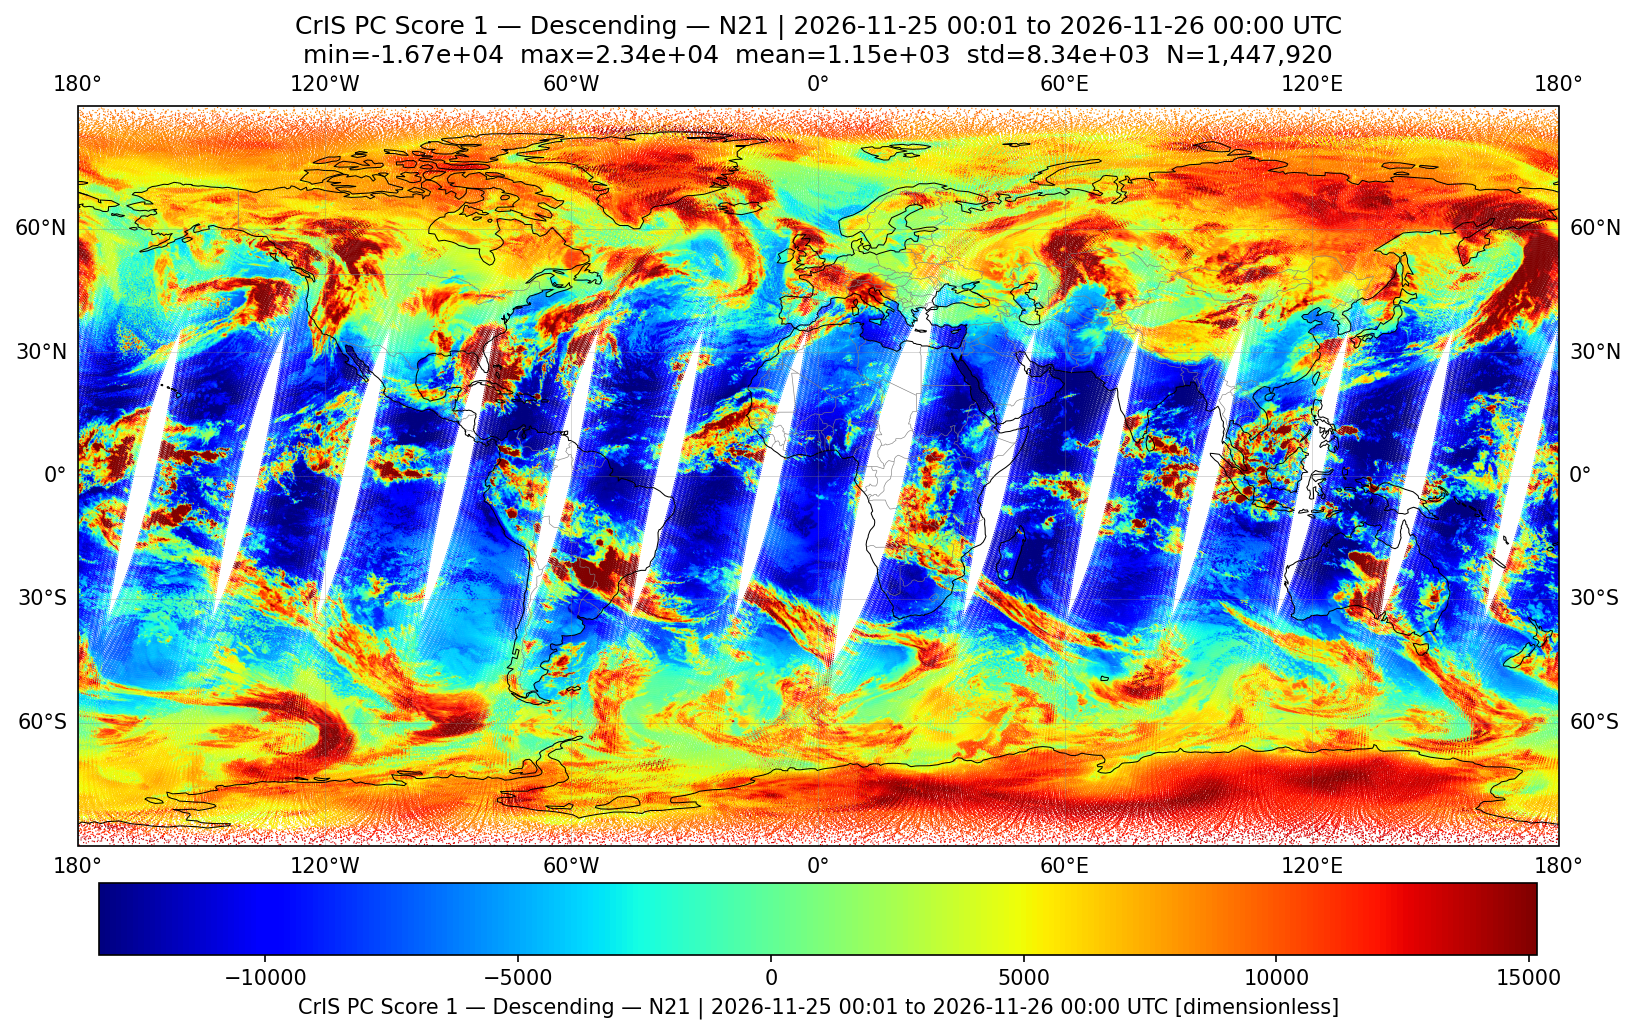 CrIS PC Score 1 — Descending — N21 | 2026-11-25 00:01 to 2026-11-26 00:00 UTC
min=-1.67e+04  max=2.34e+04  mean=1.15e+03  std=8.34e+03  N=1,447,920
180° 120°W 60°W 0° 60°E 120°E 180°
60°N 60°N
30°N 30°N
0° 0°
30°S 30°S
60°S 60°S
180° 120°W 60°W 0° 60°E 120°E 180°
−10000 −5000 0 5000 10000 15000
CrIS PC Score 1 — Descending — N21 | 2026-11-25 00:01 to 2026-11-26 00:00 UTC [dimensionless]